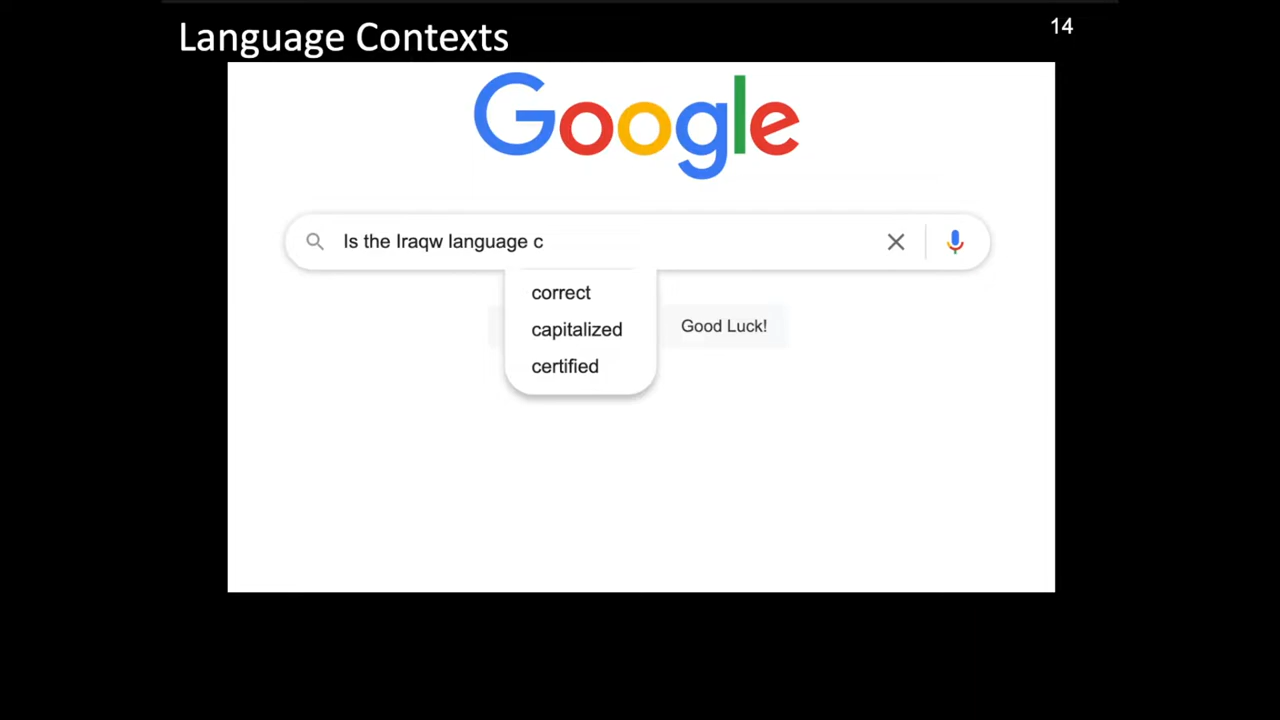 Language Contexts
14
Google
Is the Iraqw language c
correct
capitalized
Good Luck!
certified